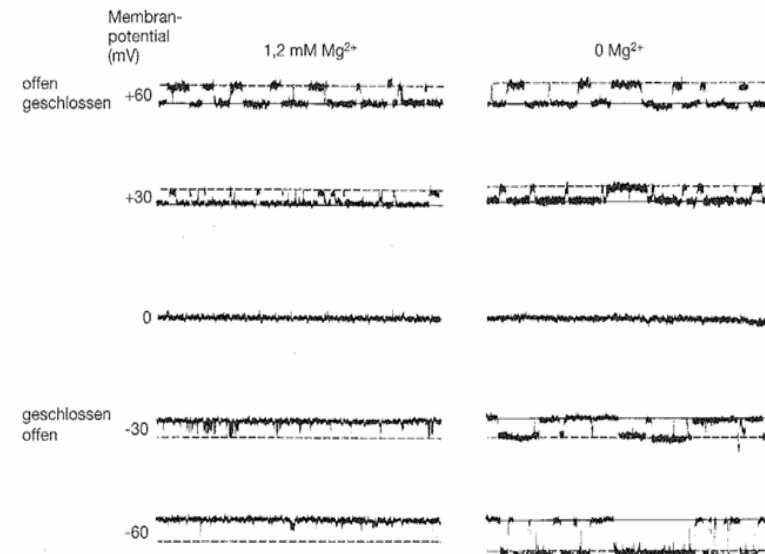 Membran-
potential
(mV)
1,2 mM Mg²⁺
0 Mg²⁺
offen
geschlossen
+60
+30
0
geschlossen
offen
-30
-60